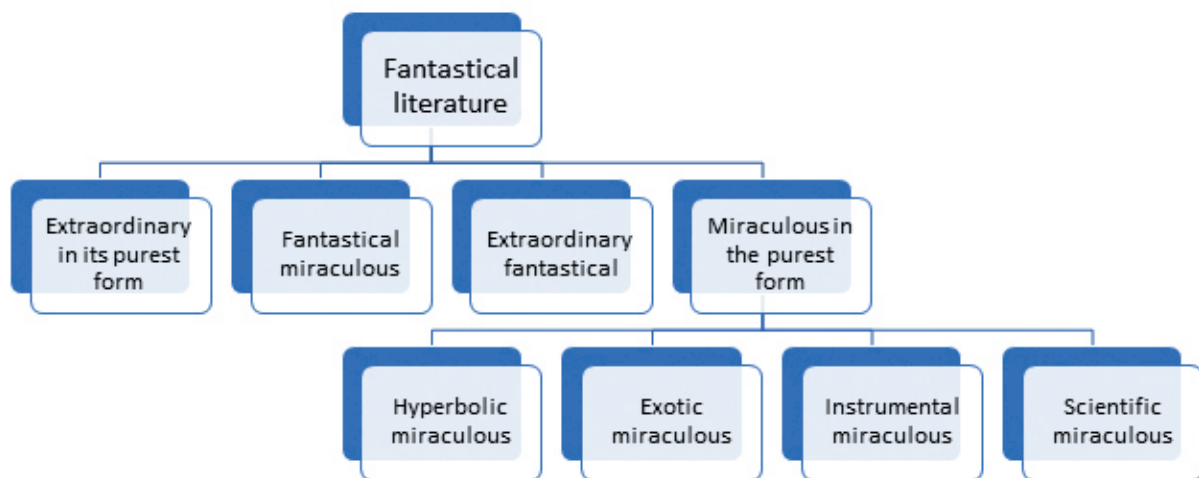 Fantastical
literature
Extraordinary
in its purest
form
Fantastical
miraculous
Extraordinary
fantastical
Miraculous in
the purest
form
Hyperbolic
miraculous
Exotic
miraculous
Instrumental
miraculous
Scientific
miraculous